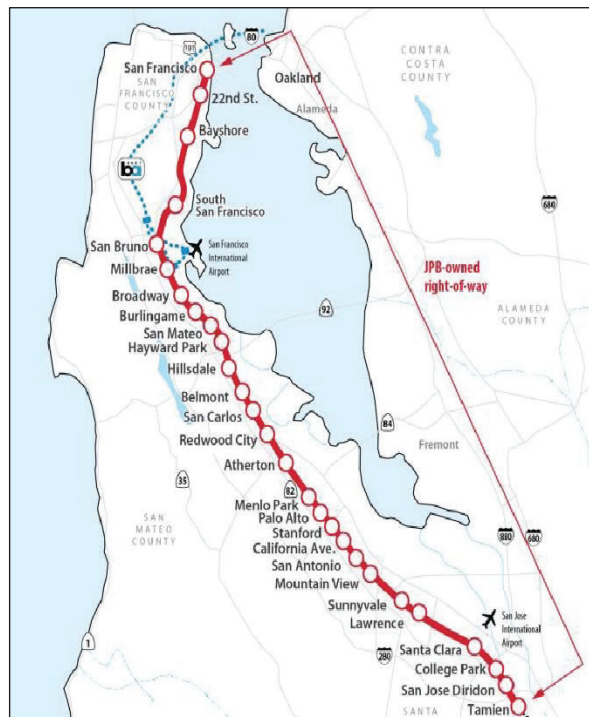 80
101
San Francisco
SAN
FRANCISCO
COUNTY
22nd St.
Bayshore
Oakland
Alameda
CONTRA
COSTA
COUNTY
680
ba
South
San Francisco
San Bruno
San Francisco
International
Airport
Millbrae
JPB-owned
right-of-way
Broadway
Burlingame
San Mateo
Hayward Park
92
ALAMEDA
COUNTY
Hillsdale
Belmont
San Carlos
Redwood City
84
Fremont
Atherton
35
82
Menlo Park
Palo Alto
Stanford
California Ave.
San Antonio
Mountain View
SAN
MATEO
COUNTY
880
680
Sunnyvale
Lawrence
San Jose
International
Airport
1
280
Santa Clara
College Park
San Jose Diridon
Tamien
SANTA